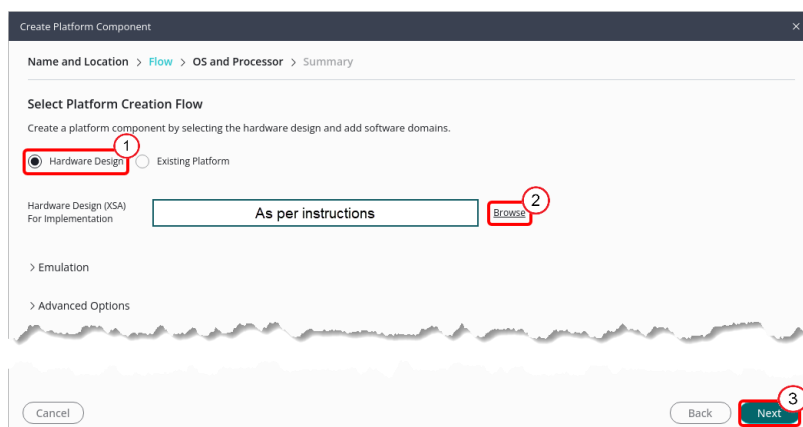 Create Platform Component ×
Name and Location > Flow > OS and Processor > Summary
Select Platform Creation Flow
Create a platform component by selecting the hardware design and add software domains.
1
Hardware Design Existing Platform
2
Hardware Design (XSA)
For Implementation
As per instructions Browse
> Emulation
> Advanced Options
3
Cancel Back Next